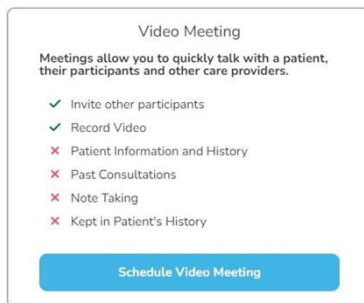 Video Meeting
Meetings allow you to quickly talk with a patient,
their participants and other care providers.
Invite other participants
Record Video
Patient Information and History
Past Consultations
Note Taking
Kept in Patient's History
Schedule Video Meeting